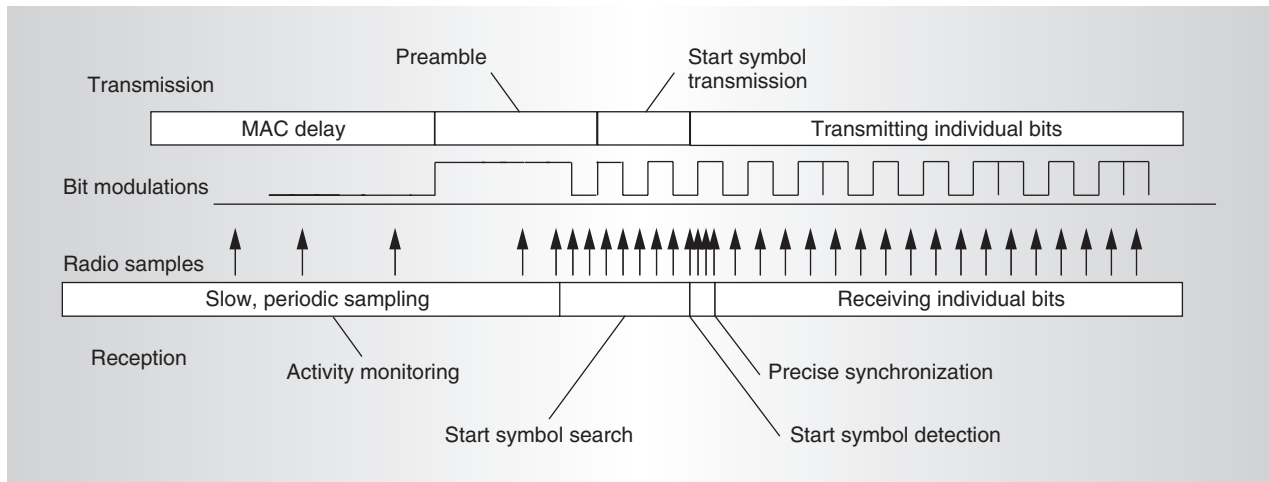 Preamble
Start symbol
transmission
Transmission
MAC delay
Transmitting individual bits
Bit modulations
Radio samples
Slow, periodic sampling
Receiving individual bits
Reception
Activity monitoring
Precise synchronization
Start symbol search
Start symbol detection